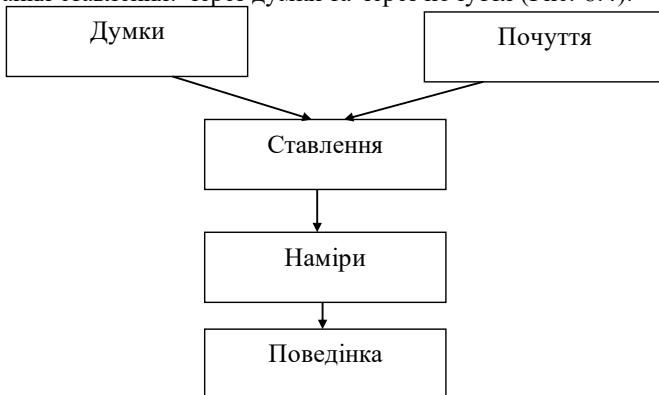 Думки
Почуття
Ставлення
Наміри
Поведінка